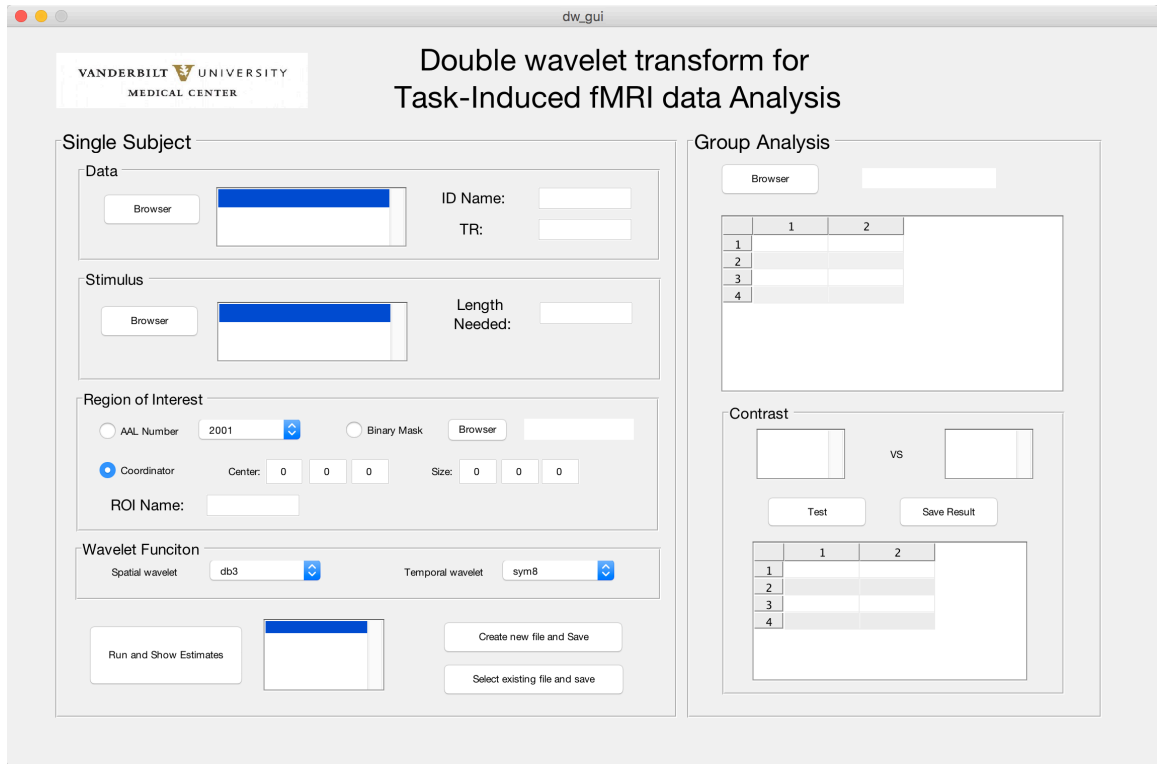 dw_gui
VANDERBILT UNIVERSITY
MEDICAL CENTER
Double wavelet transform for
Task-Induced fMRI data Analysis
Single Subject
Data
Browser
ID Name:
TR:
Stimulus
Browser
Length
Needed:
Region of Interest
AAL Number 2001 Binary Mask Browser
Coordinator Center: 0 0 0 Size: 0 0 0
ROI Name:
Wavelet Funciton
Spatial wavelet db3 Temporal wavelet sym8
Run and Show Estimates
Create new file and Save
Select existing file and save
Group Analysis
Browser
1 2
1
2
3
4
Contrast
VS
Test Save Result
1 2
1
2
3
4